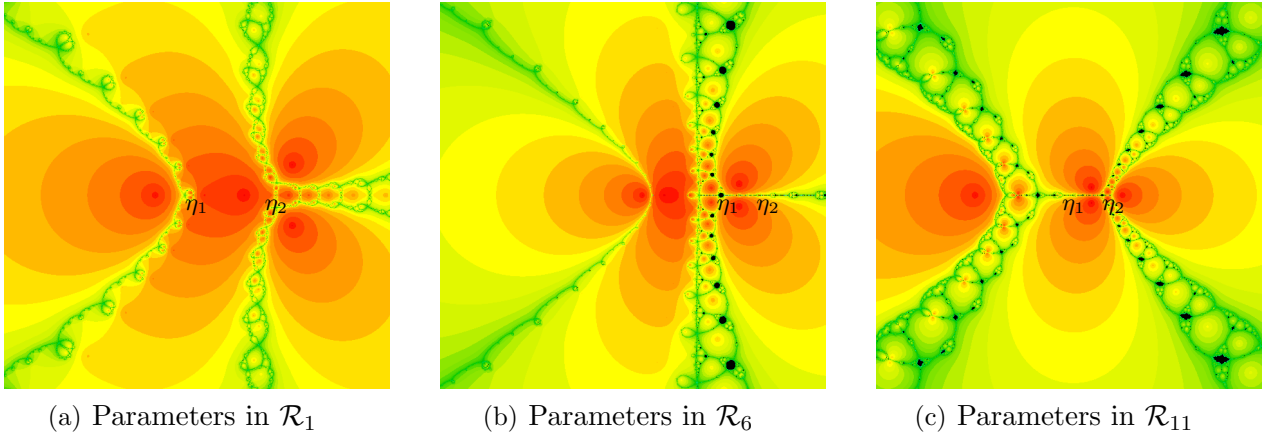 η₁ η₂
η₁ η₂
η₁ η₂
(a) Parameters in ℛ₁
(b) Parameters in ℛ₆
(c) Parameters in ℛ₁₁